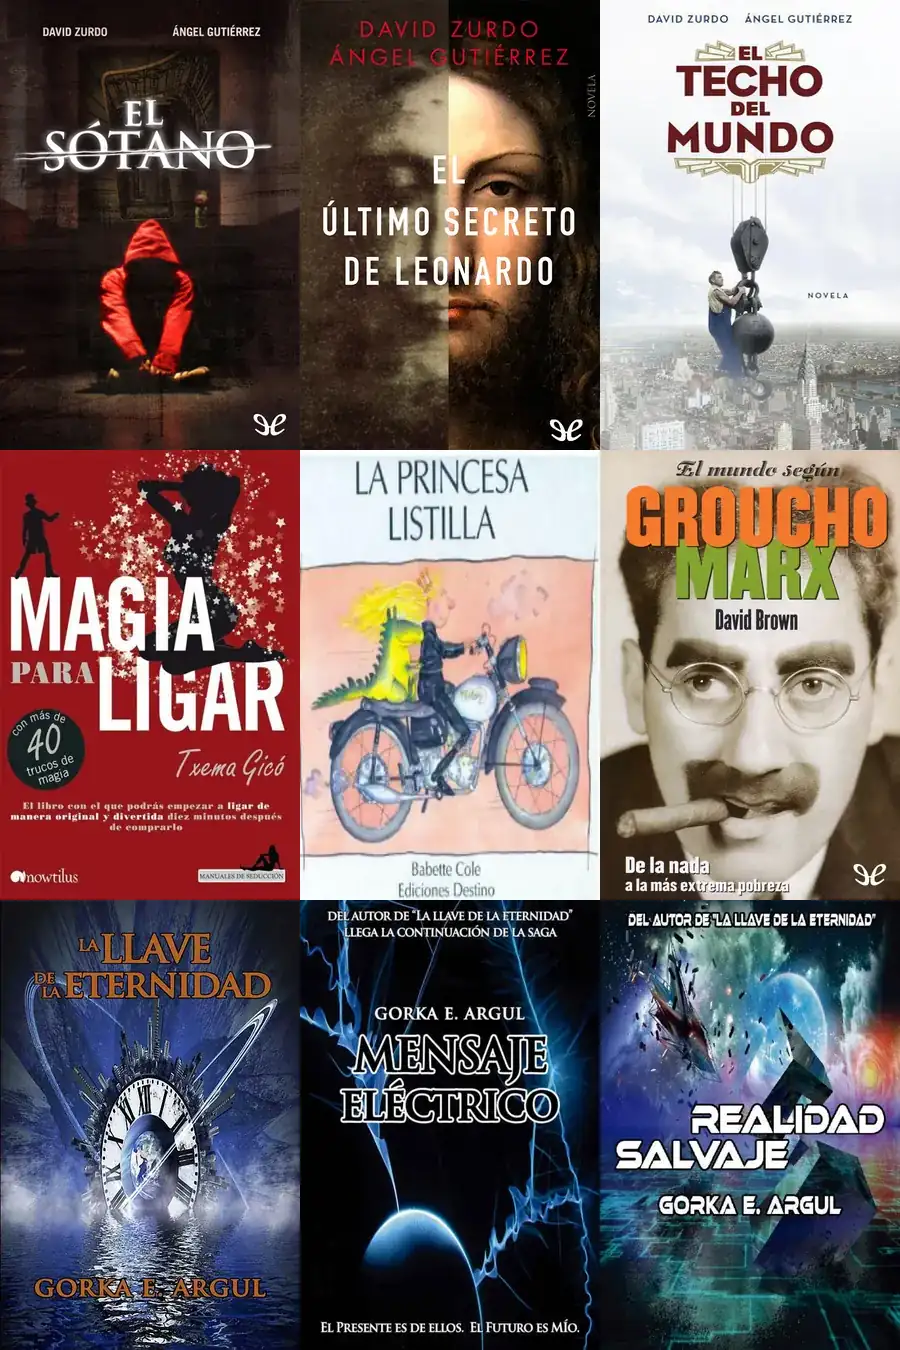 DAVID ZURDO ÁNGEL GUTIÉRREZ
EL
SÓTANO
DAVID ZURDO
ÁNGEL GUTIÉRREZ
NOVELA
EL
ÚLTIMO SECRETO
DE LEONARDO
DAVID ZURDO ÁNGEL GUTIÉRREZ
EL
TECHO
DEL
MUNDO
NOVELA
MAGIA
PARA
LIGAR
con más de
40
trucos de
magia
Txema Gicó
El libro con el que podrás empezar a ligar de
manera original y divertida diez minutos después
de comprarlo
nowtilus
MANUALES DE SEDUCCIÓN
LA PRINCESA
LISTILLA
Babette Cole
Ediciones Destino
El mundo según
GROUCHO
MARX
David Brown
De la nada
a la más extrema pobreza
LA LLAVE
DE LA ETERNIDAD
GORKA E. ARGUL
DEL AUTOR DE "LA LLAVE DE LA ETERNIDAD"
LLEGA LA CONTINUACIÓN DE LA SAGA
GORKA E. ARGUL
MENSAJE
ELÉCTRICO
EL PRESENTE ES DE ELLOS. EL FUTURO ES MÍO.
DEL AUTOR DE "LA LLAVE DE LA ETERNIDAD"
REALIDAD
SALVAJE
GORKA E. ARGUL